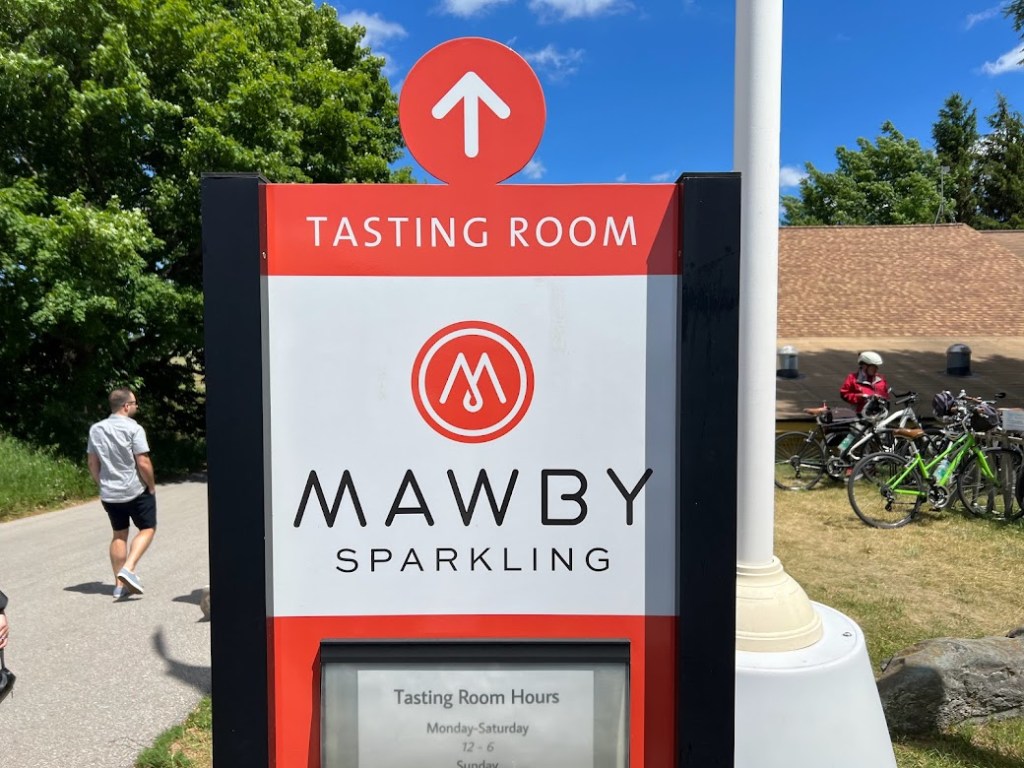 TASTING ROOM
M
MAWBY
SPARKLING
Tasting Room Hours
Monday-Saturday
12 - 6
Sunday